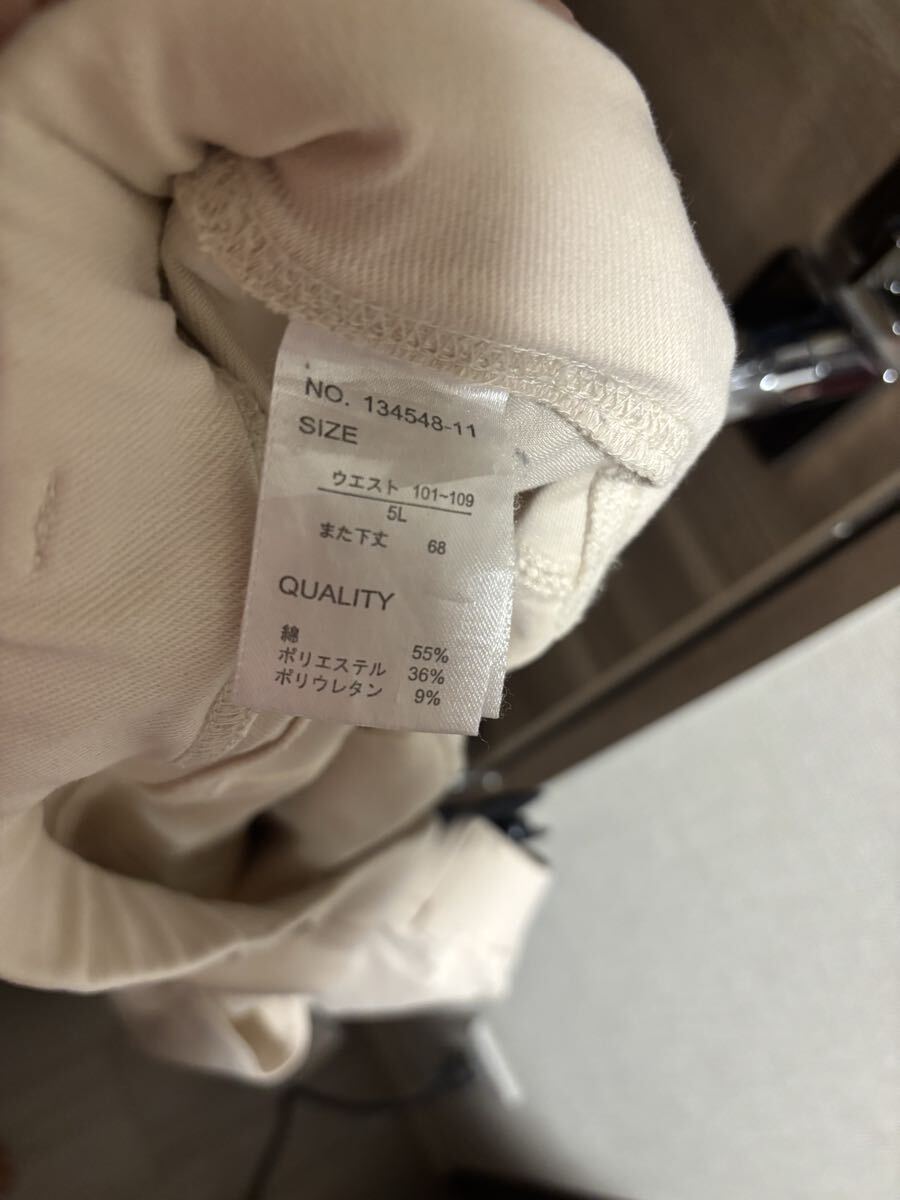 NO. 134548-11
SIZE
ウエスト 101~109
5L
また下丈 68
QUALITY
綿 55%
ポリエステル 36%
ポリウレタン 9%